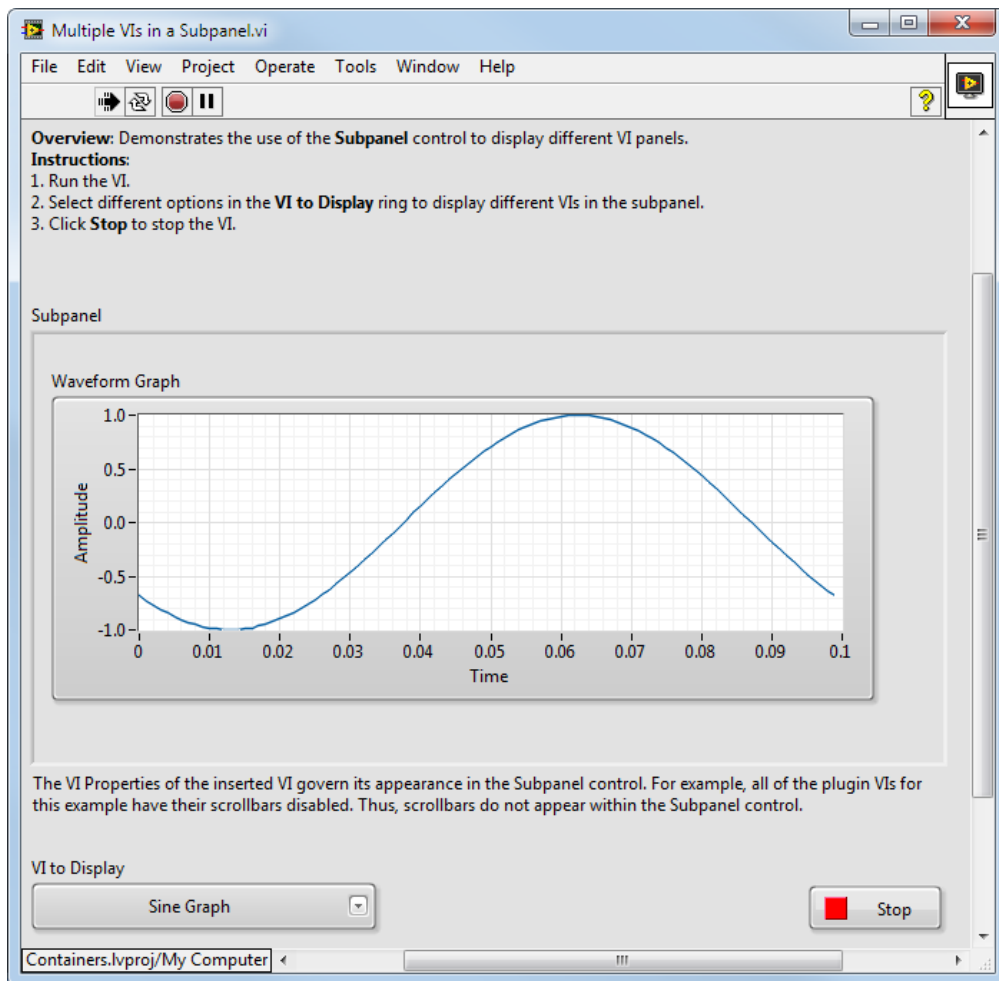 Multiple VIs in a Subpanel.vi
File Edit View Project Operate Tools Window Help
?
Overview: Demonstrates the use of the Subpanel control to display different VI panels.
Instructions:
1. Run the VI.
2. Select different options in the VI to Display ring to display different VIs in the subpanel.
3. Click Stop to stop the VI.
Subpanel
Waveform Graph
1.0
0.5
0.0
-0.5
-1.0
Amplitude
0 0.01 0.02 0.03 0.04 0.05 0.06 0.07 0.08 0.09 0.1
Time
The VI Properties of the inserted VI govern its appearance in the Subpanel control. For example, all of the plugin VIs for
this example have their scrollbars disabled. Thus, scrollbars do not appear within the Subpanel control.
VI to Display
Sine Graph
Stop
Containers.lvproj/My Computer